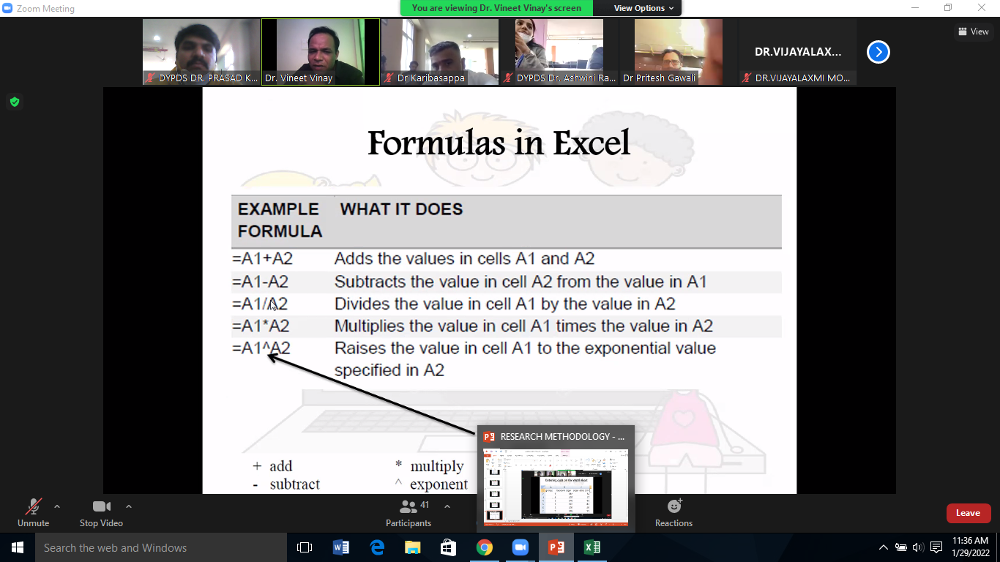 Zoom Meeting
You are viewing Dr. Vineet Vinay's screen
View Options
View
DYPDS DR. PRASAD K...
Dr. Vineet Vinay
Dr Karibasappa
DYPDS Dr. Ashwini Ra...
Dr Pritesh Gawali
DR.VIJAYALAX...
DR.VIJAYALAXMI MO...
Formulas in Excel
EXAMPLE FORMULA WHAT IT DOES
=A1+A2 Adds the values in cells A1 and A2
=A1-A2 Subtracts the value in cell A2 from the value in A1
=A1/A2 Divides the value in cell A1 by the value in A2
=A1*A2 Multiplies the value in cell A1 times the value in A2
=A1^A2 Raises the value in cell A1 to the exponential value
specified in A2
+ add * multiply
- subtract ^ exponent
RESEARCH METHODOLOGY - ...
Entering data on the excel sheet
Unmute
Stop Video
Participants
41
Reactions
Leave
Search the web and Windows
11:36 AM
1/29/2022